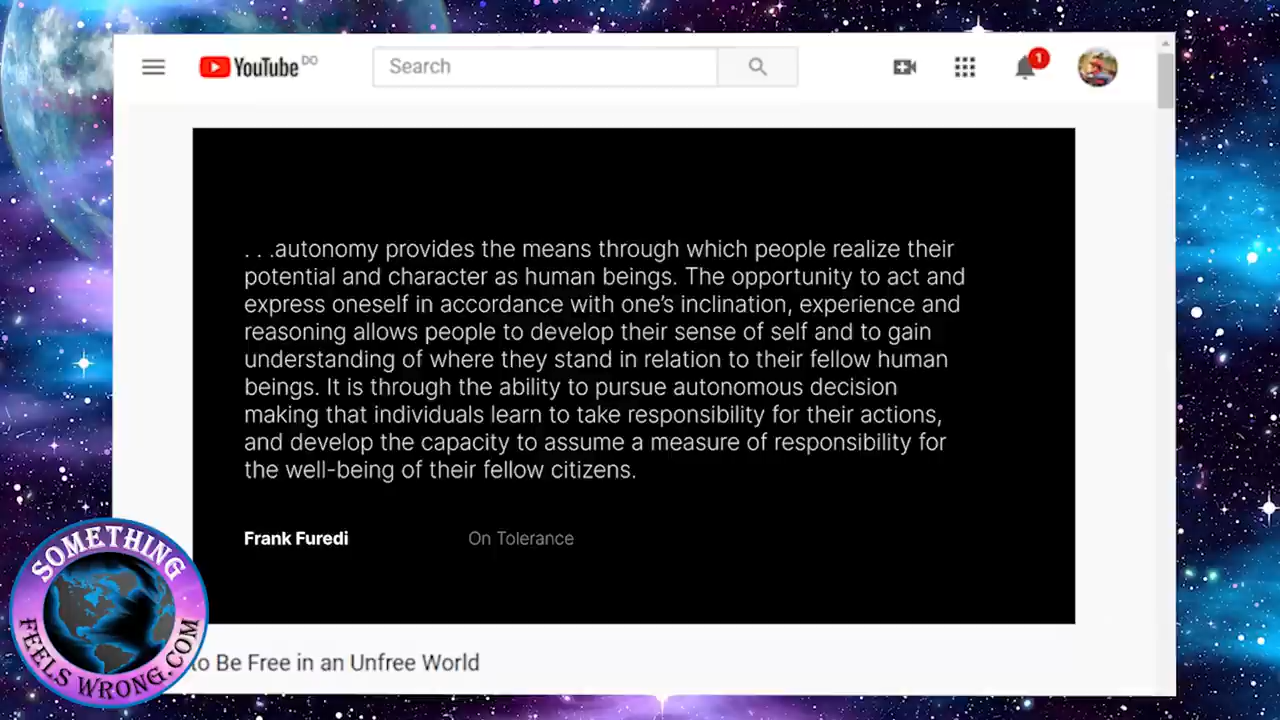 YouTube DO
Search
1
. . .autonomy provides the means through which people realize their
potential and character as human beings. The opportunity to act and
express oneself in accordance with one’s inclination, experience and
reasoning allows people to develop their sense of self and to gain
understanding of where they stand in relation to their fellow human
beings. It is through the ability to pursue autonomous decision
making that individuals learn to take responsibility for their actions,
and develop the capacity to assume a measure of responsibility for
the well-being of their fellow citizens.
Frank Furedi
On Tolerance
SOMETHING
FEELS WRONG.COM
to Be Free in an Unfree World